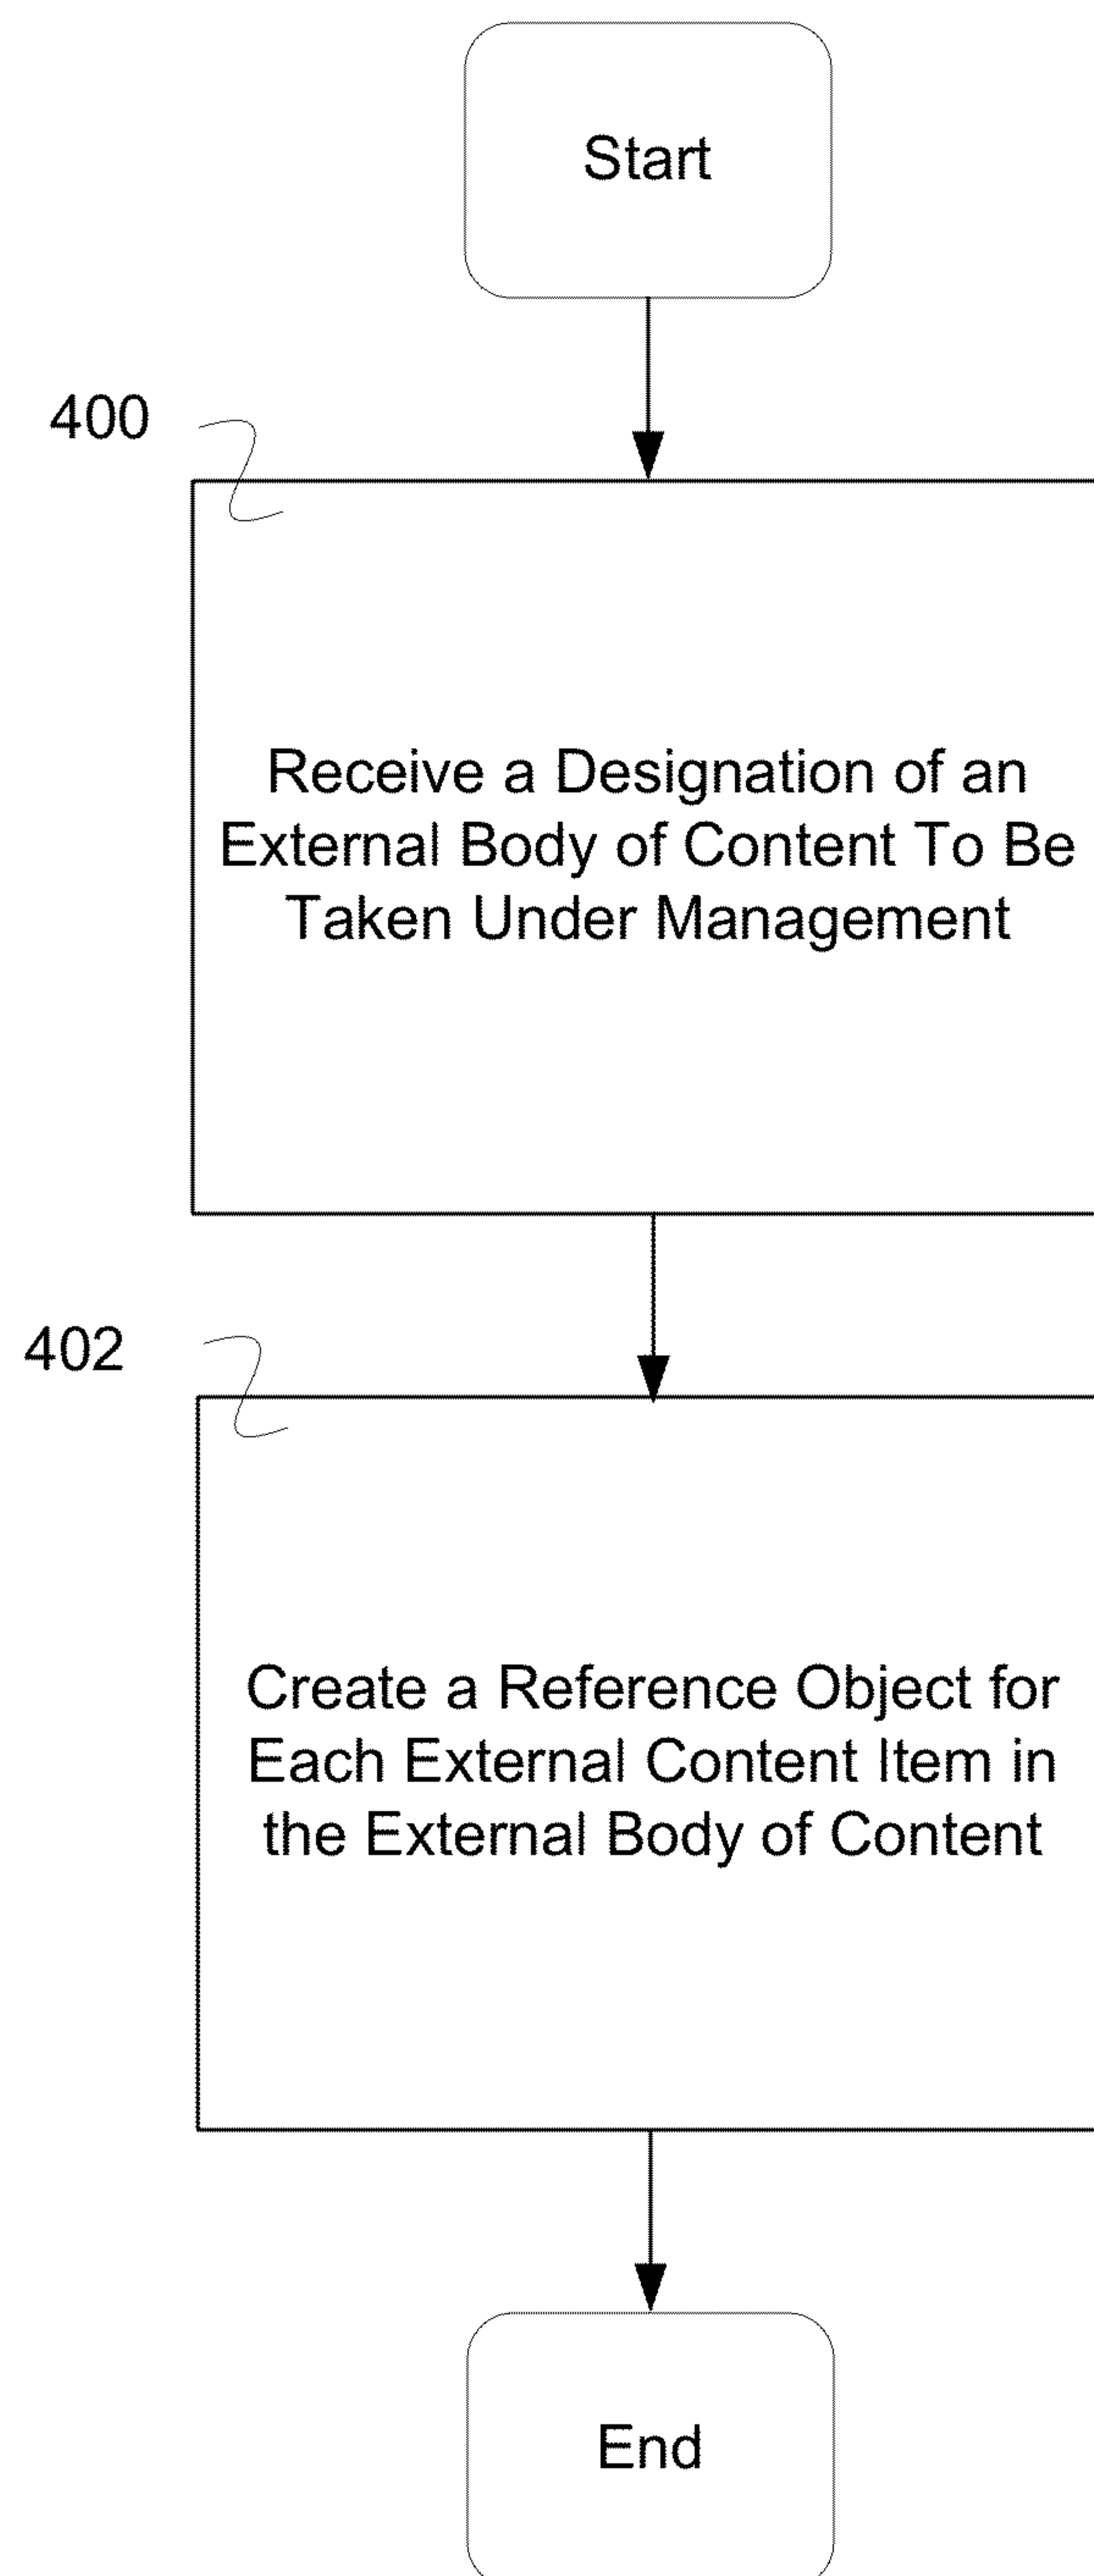 Start
400
Receive a Designation of an
External Body of Content To Be
Taken Under Management
402
Create a Reference Object for
Each External Content Item in
the External Body of Content
End